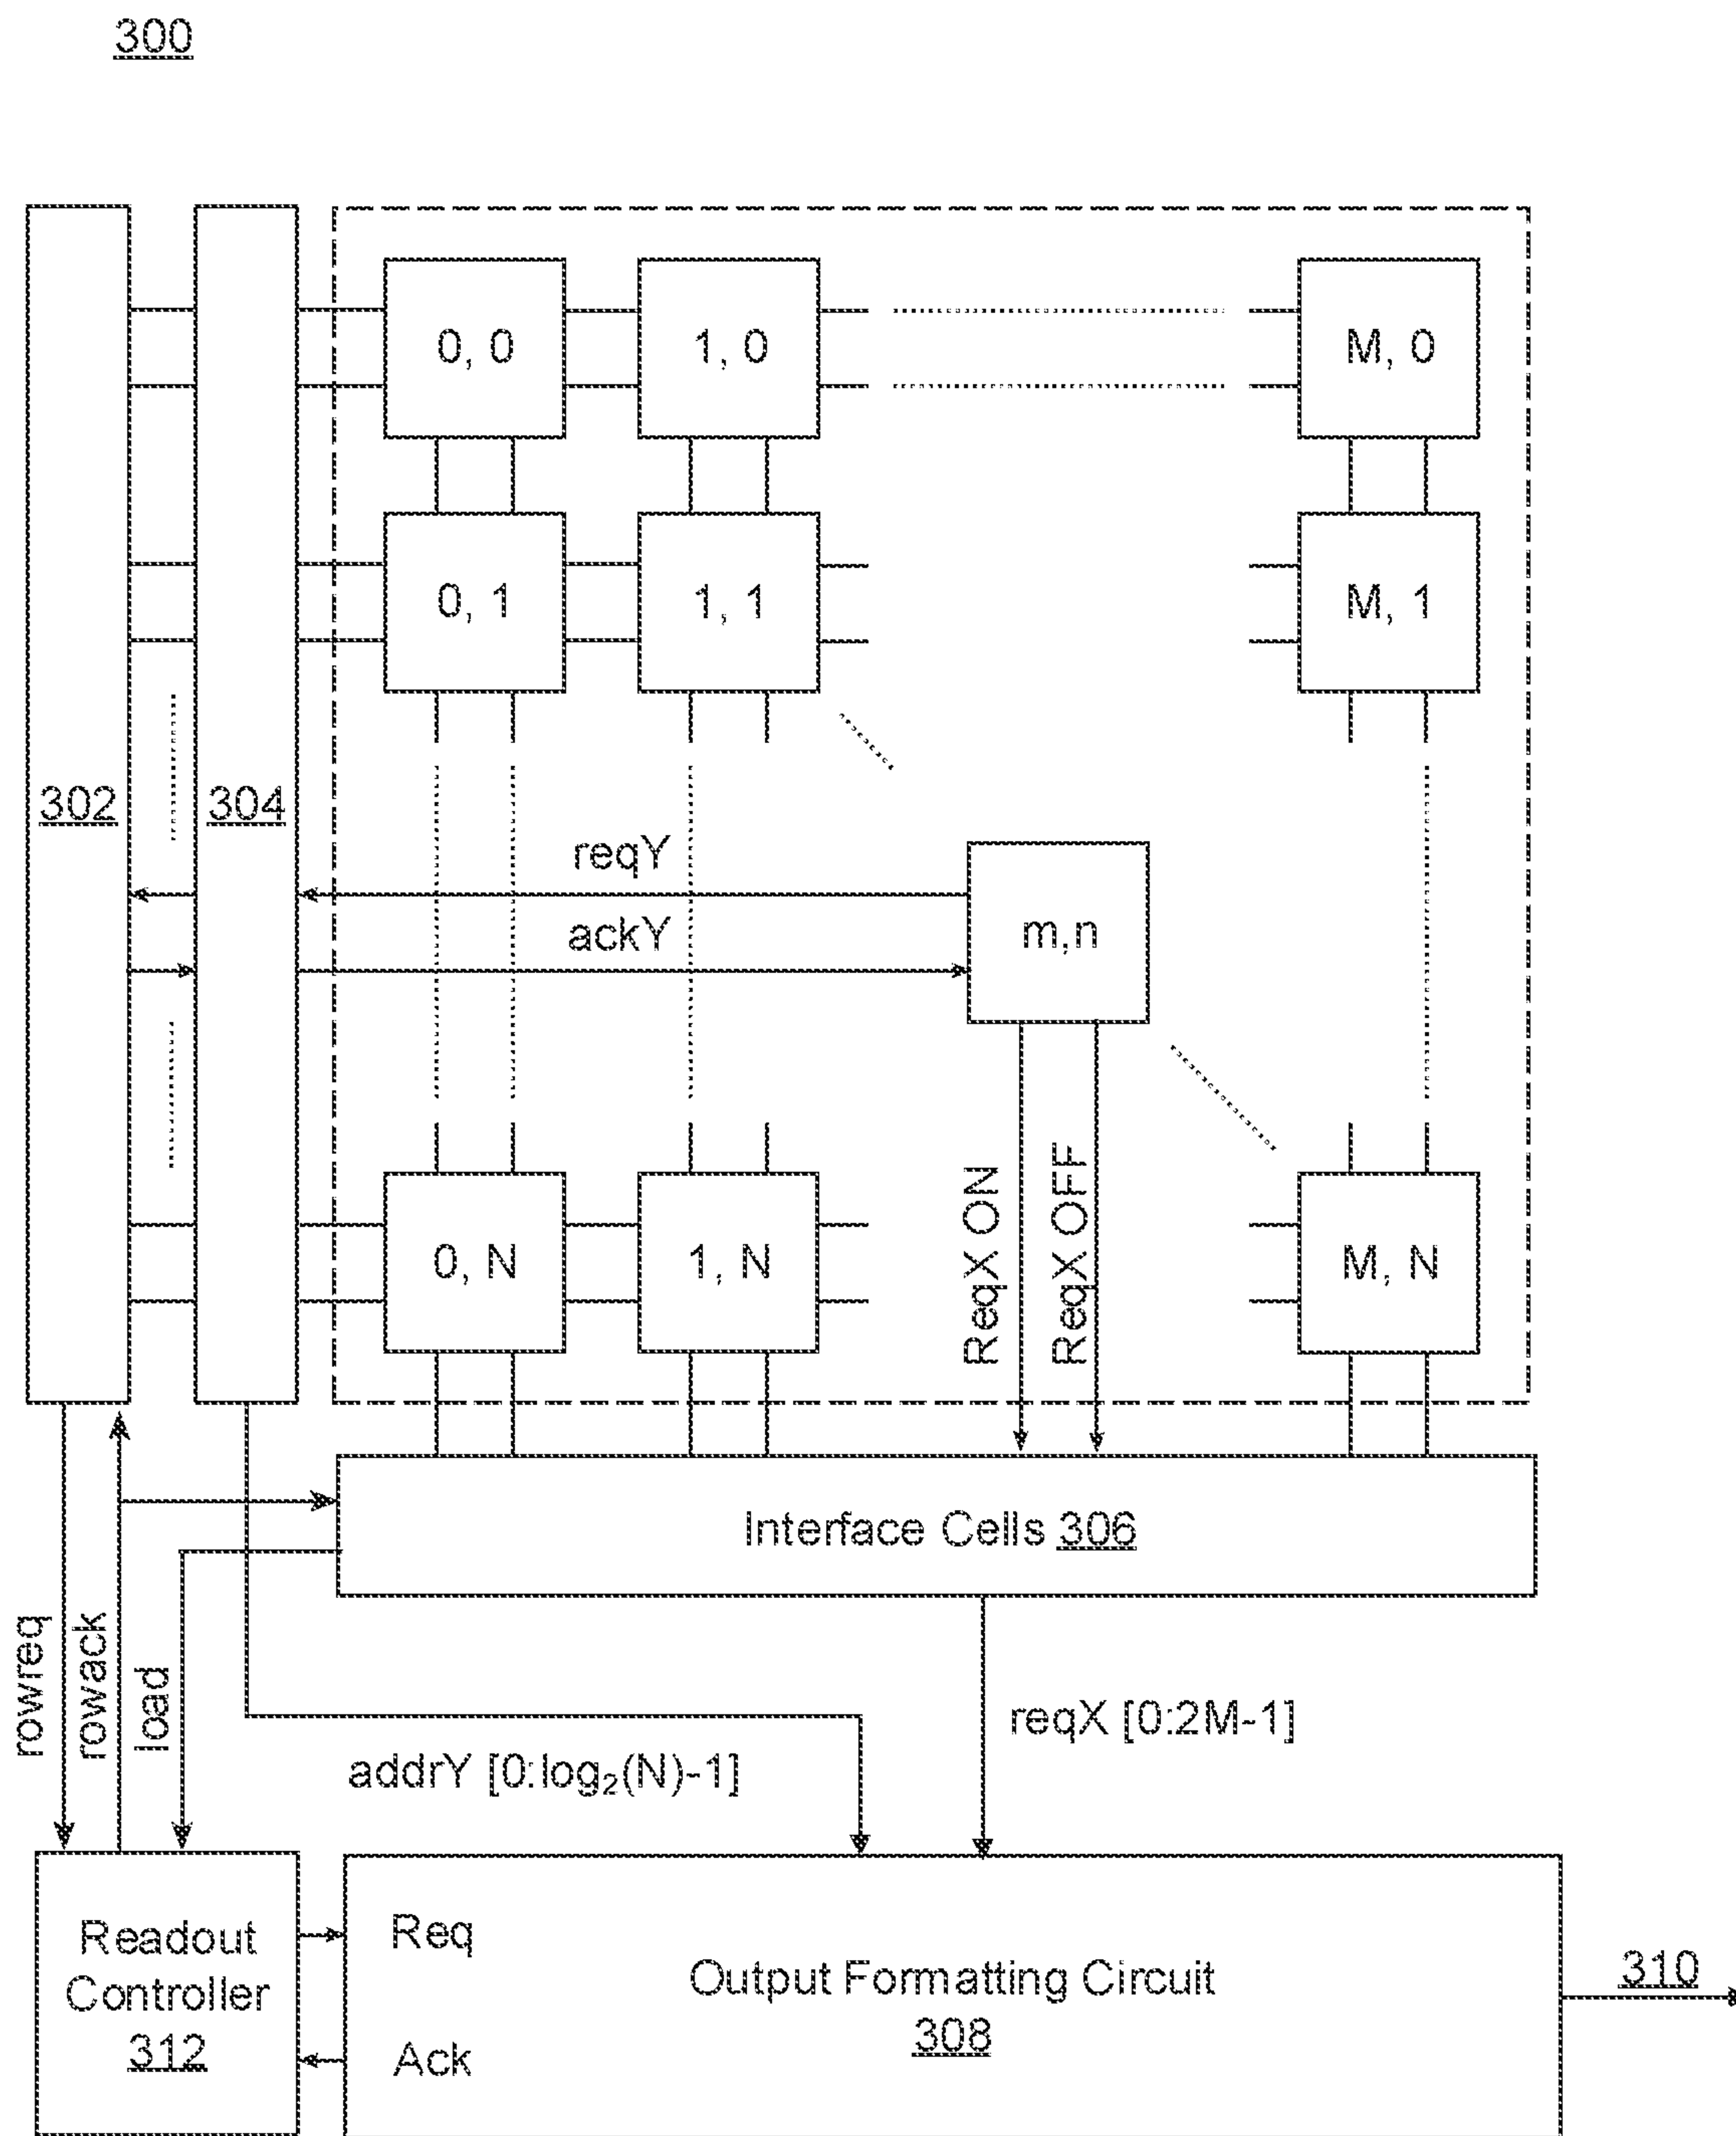 300
0, 0
1, 0
M, 0
0, 1
1, 1
M, 1
302
304
reqY
ackY
m,n
ReqX ON
ReqX OFF
0, N
1, N
M, N
Interface Cells 306
rowreq
rowack
load
reqX [0:2M-1]
addrY [0:log₂(N)-1]
Readout
Controller
312
Req
Ack
Output Formatting Circuit
308
310